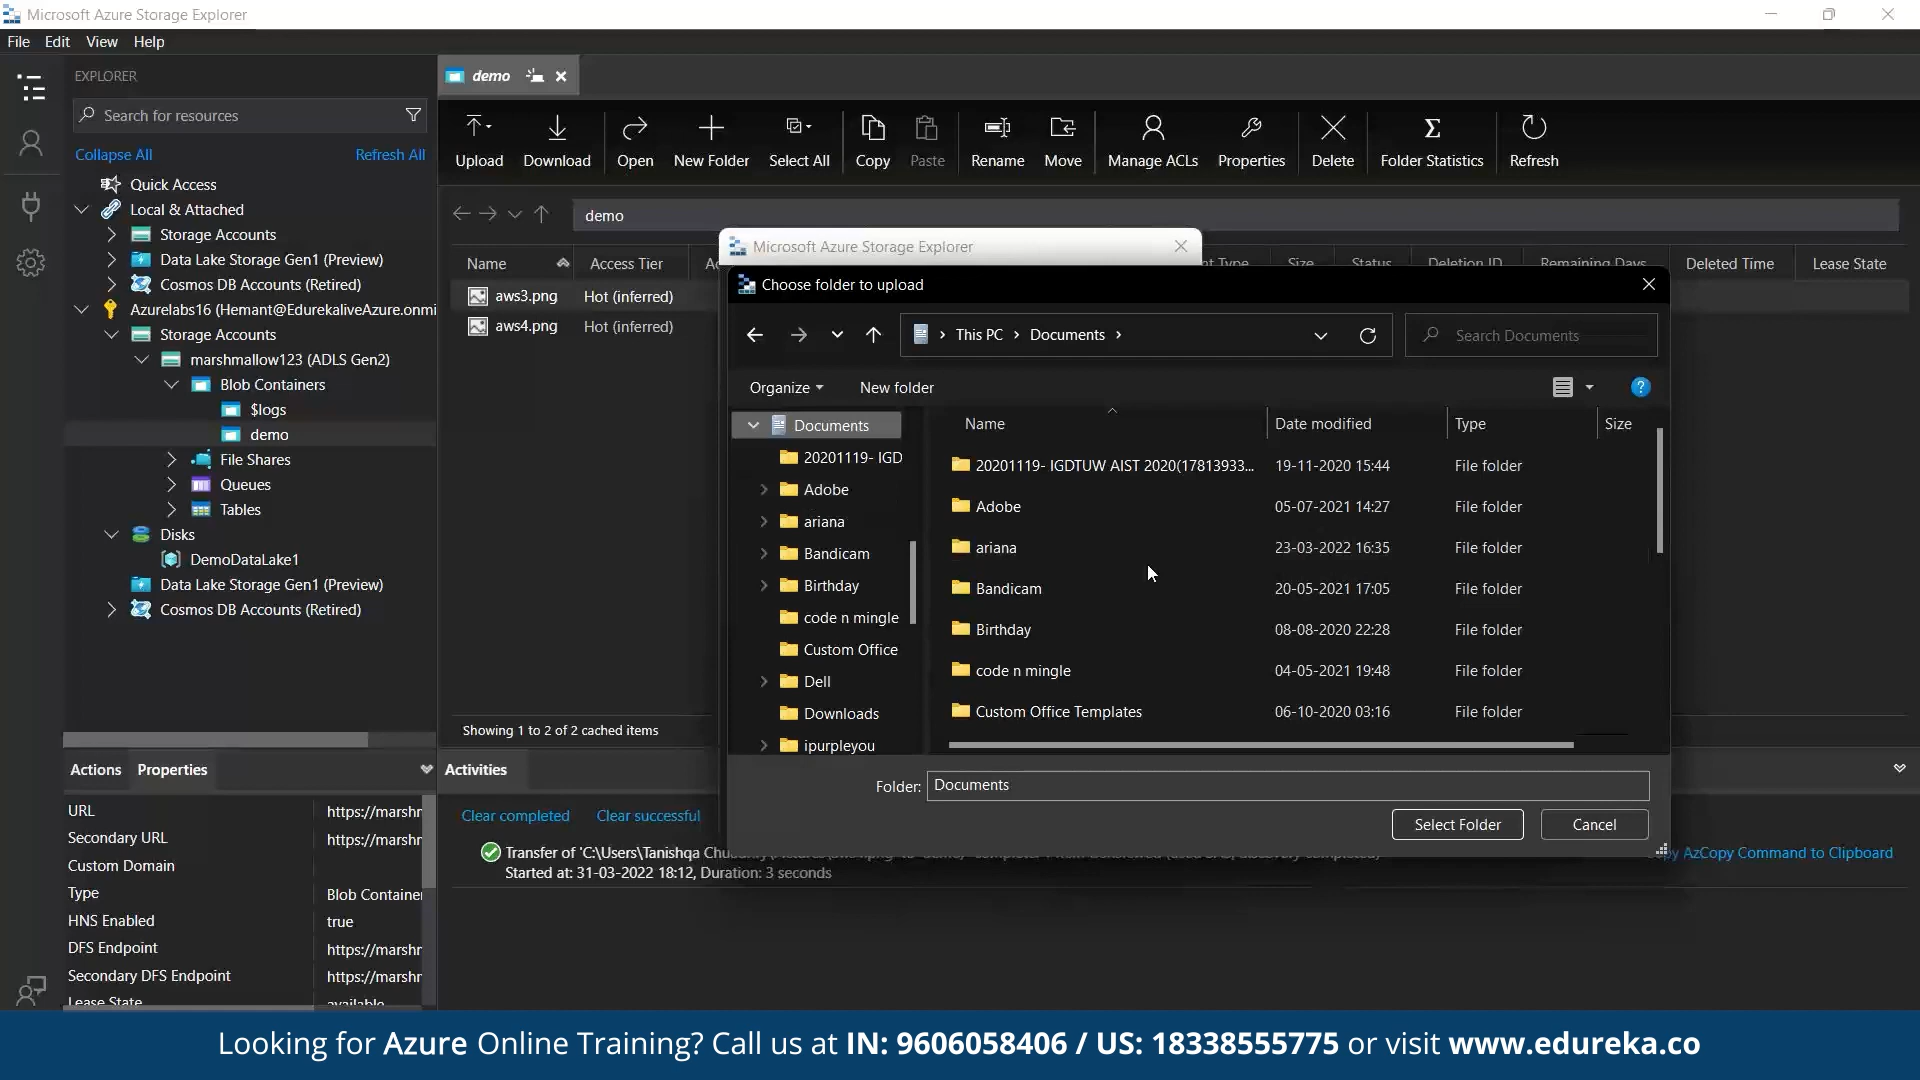 Microsoft Azure Storage Explorer
File Edit View Help
EXPLORER
Search for resources
Collapse All Refresh All
Quick Access
Local & Attached
Storage Accounts
Data Lake Storage Gen1 (Preview)
Cosmos DB Accounts (Retired)
Azurelabs16 (Hemant@EdurekaliveAzure.onmi
Storage Accounts
marshmallow123 (ADLS Gen2)
Blob Containers
$logs
demo
File Shares
Queues
Tables
Disks
DemoDataLake1
Data Lake Storage Gen1 (Preview)
Cosmos DB Accounts (Retired)
Actions Properties
URL https://marshr
Secondary URL https://marshr
Custom Domain
Type Blob Container
HNS Enabled true
DFS Endpoint https://marshr
Secondary DFS Endpoint https://marshr
Lease State available
demo
Upload Download Open New Folder Select All Copy Paste Rename Move Manage ACLs Properties Delete Folder Statistics Refresh
demo
Name Access Tier Size Status Deletion ID Remaining Days Deleted Time Lease State
aws3.png Hot (inferred)
aws4.png Hot (inferred)
Showing 1 to 2 of 2 cached items
Microsoft Azure Storage Explorer
Choose folder to upload
This PC Documents
Search Documents
Organize New folder
Documents
20201119- IGD
Adobe
ariana
Bandicam
Birthday
code n mingle
Custom Office
Dell
Downloads
ipurpleyou
Name Date modified Type Size
20201119- IGDTUW AIST 2020(17813933... 19-11-2020 15:44 File folder
Adobe 05-07-2021 14:27 File folder
ariana 23-03-2022 16:35 File folder
Bandicam 20-05-2021 17:05 File folder
Birthday 08-08-2020 22:28 File folder
code n mingle 04-05-2021 19:48 File folder
Custom Office Templates 06-10-2020 03:16 File folder
Folder: Documents
Select Folder Cancel
Activities
Clear completed Clear successful
Transfer of 'C:\Users\Tanishqa
Started at: 31-03-2022 18:12, Duration: 3 seconds
AzCopy Command to Clipboard
Looking for Azure Online Training? Call us at IN: 9606058406 / US: 18338555775 or visit www.edureka.co